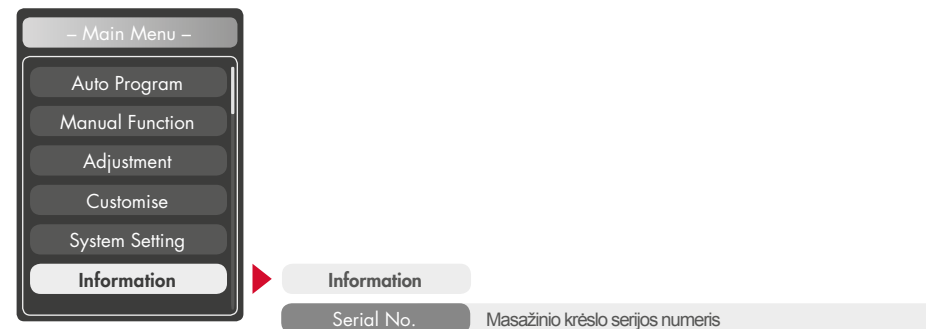 – Main Menu –
Auto Program
Manual Function
Adjustment
Customise
System Setting
Information
Information
Serial No.
Masažinio krėslo serijos numeris